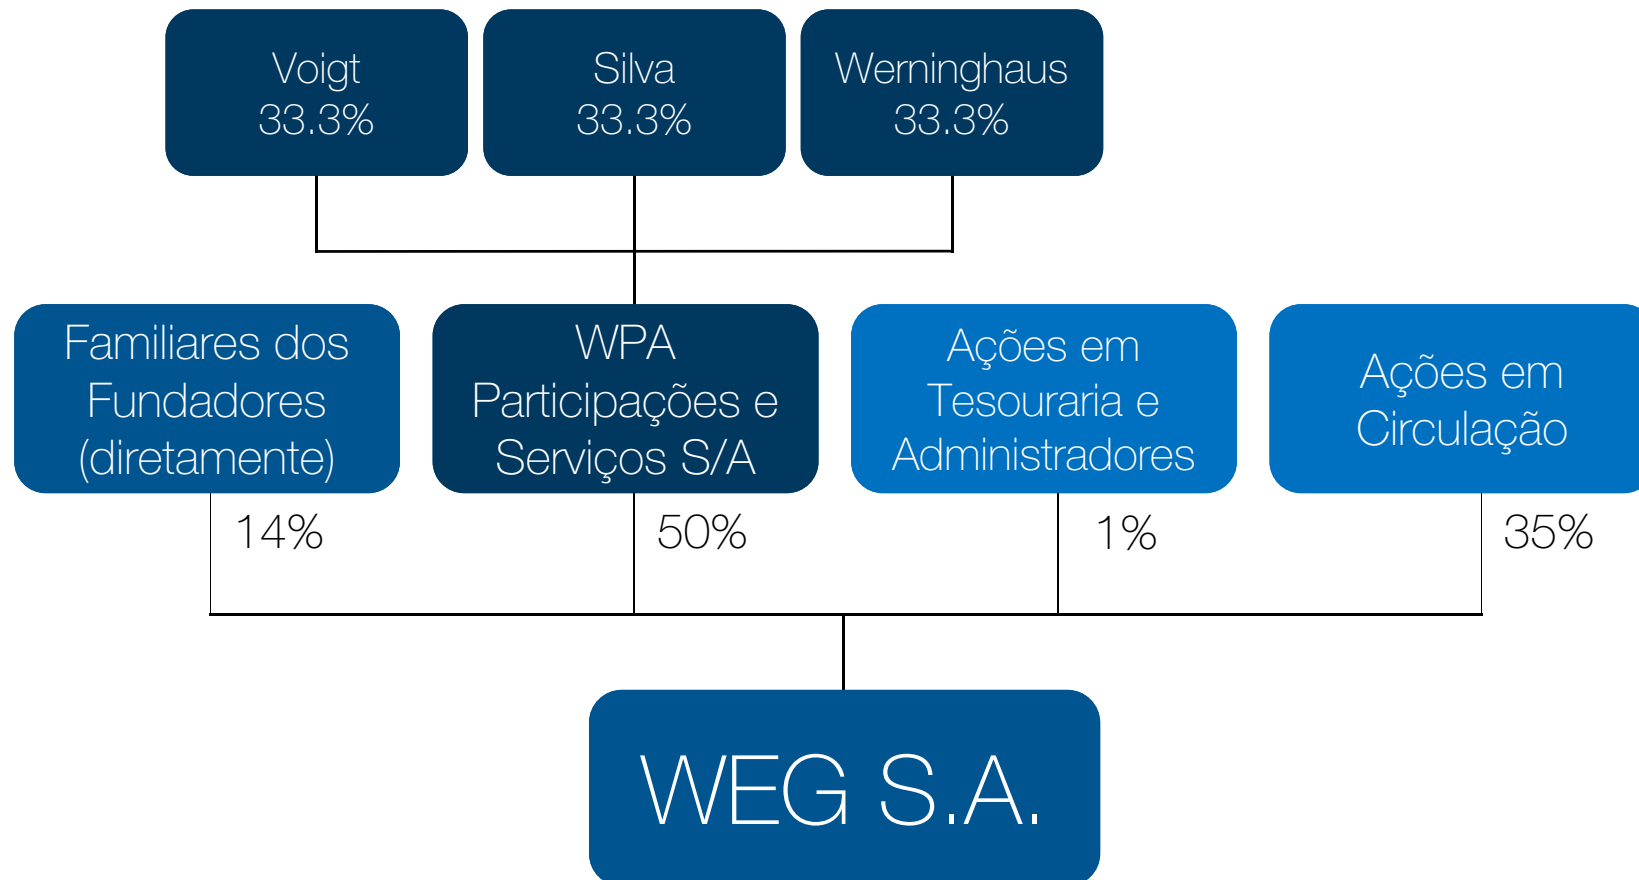 Voigt
33.3%
Silva
33.3%
Werninghaus
33.3%
Familiares dos
Fundadores
(diretamente)
WPA
Participações e
Serviços S/A
Ações em
Tesouraria e
Administradores
Ações em
Circulação
14%
50%
1%
35%
WEG S.A.